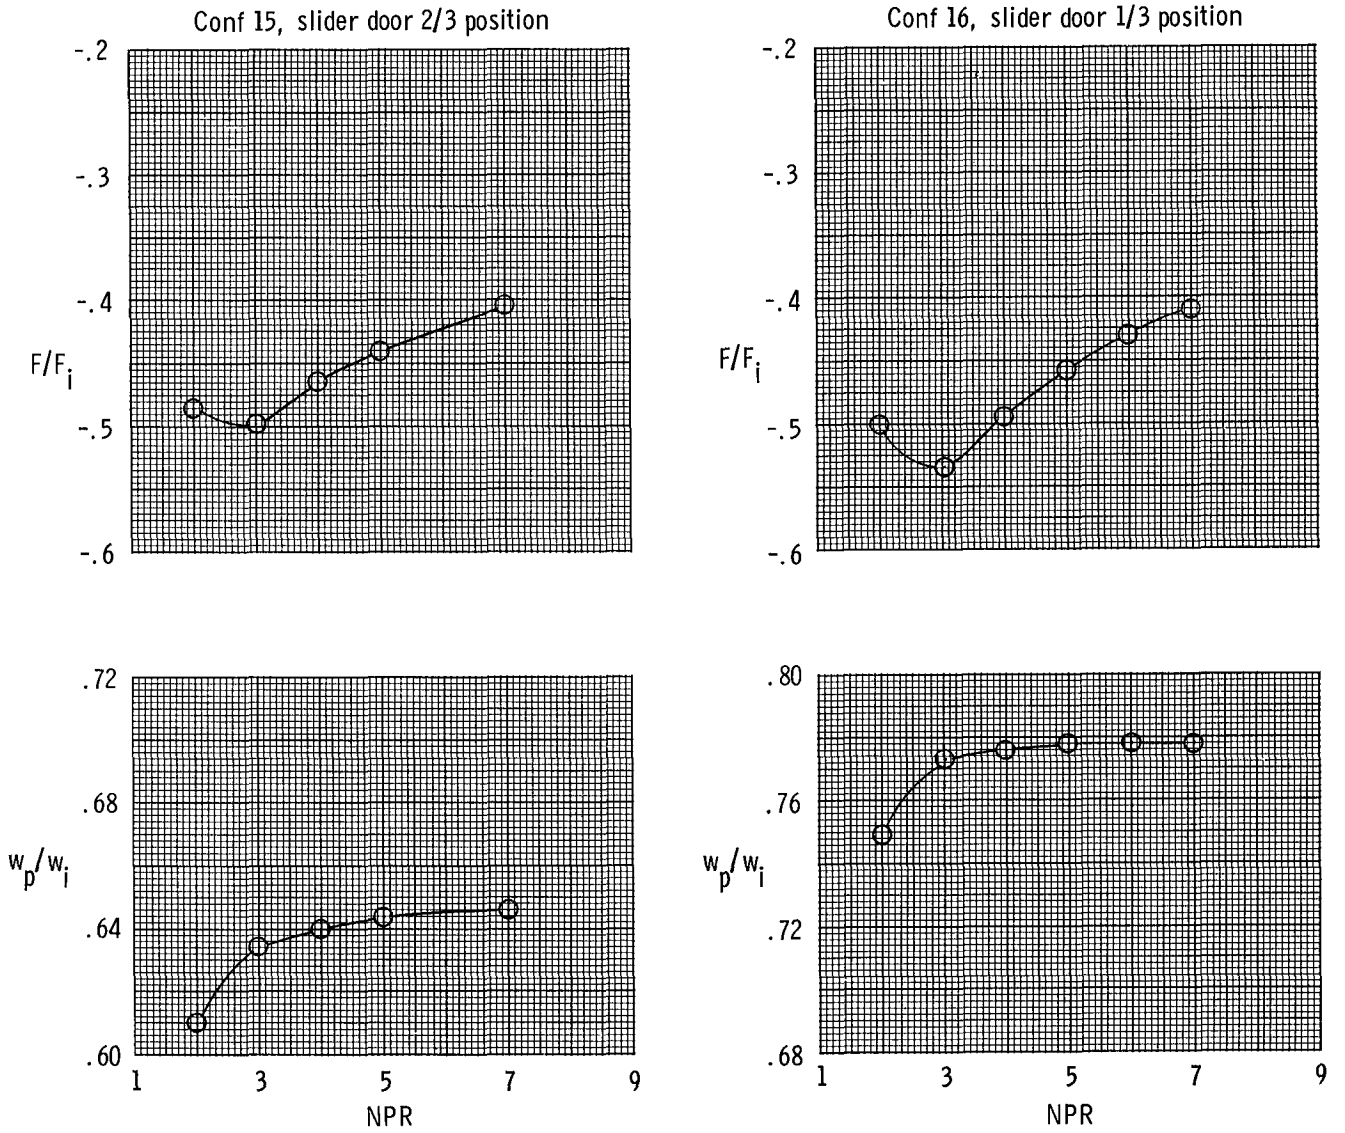 Conf 15, slider door 2/3 position
-.2
-.3
-.4
-.5
-.6
F/Fi
Conf 16, slider door 1/3 position
-.2
-.3
-.4
-.5
-.6
F/Fi
.72
.68
.64
.60
wp/wi
1 3 5 7 9
NPR
.80
.76
.72
.68
wp/wi
1 3 5 7 9
NPR